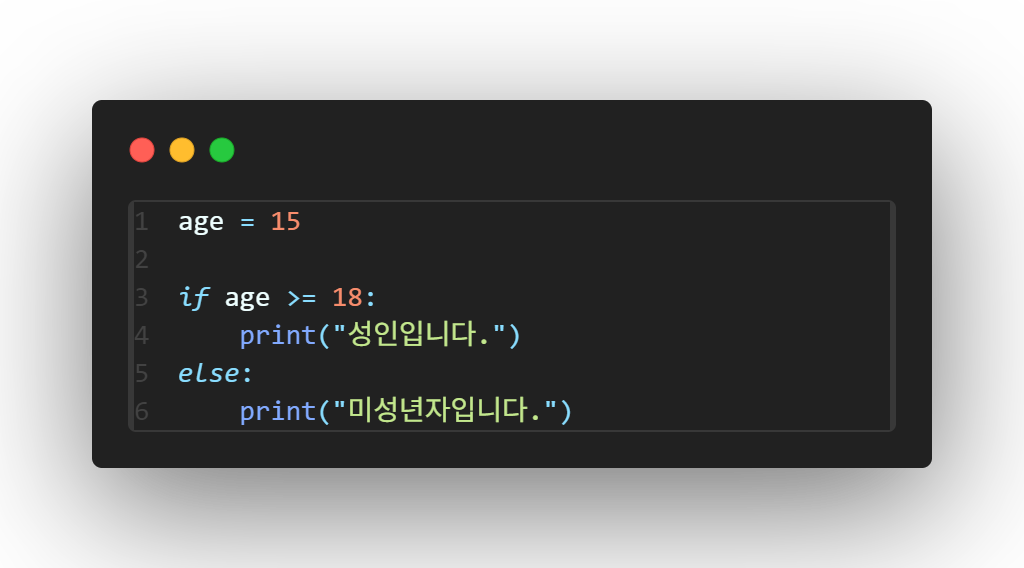 1 age = 15
2
3 if age >= 18:
4     print("성인입니다.")
5 else:
6     print("미성년자입니다.")